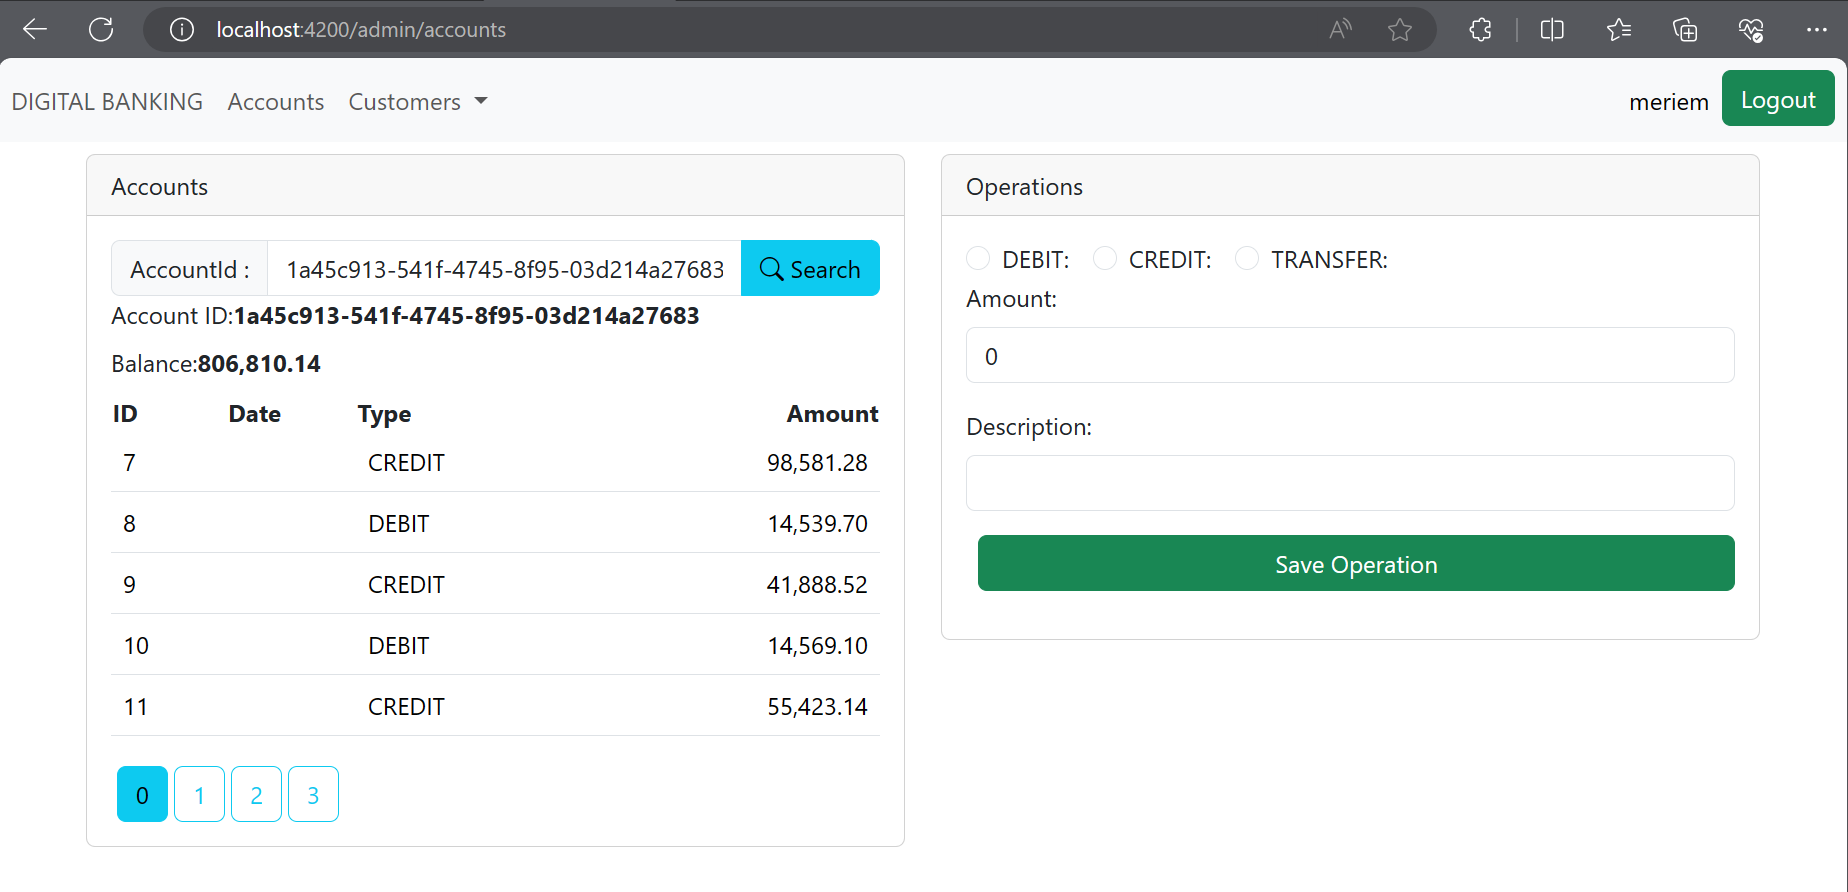 localhost:4200/admin/accounts
DIGITAL BANKING Accounts Customers
meriem Logout
Accounts
AccountId : 1a45c913-541f-4745-8f95-03d214a27683 Search
Account ID:1a45c913-541f-4745-8f95-03d214a27683
Balance:806,810.14
ID Date Type Amount
7 CREDIT 98,581.28
8 DEBIT 14,539.70
9 CREDIT 41,888.52
10 DEBIT 14,569.10
11 CREDIT 55,423.14
0 1 2 3
Operations
DEBIT: CREDIT: TRANSFER:
Amount:
0
Description:
Save Operation